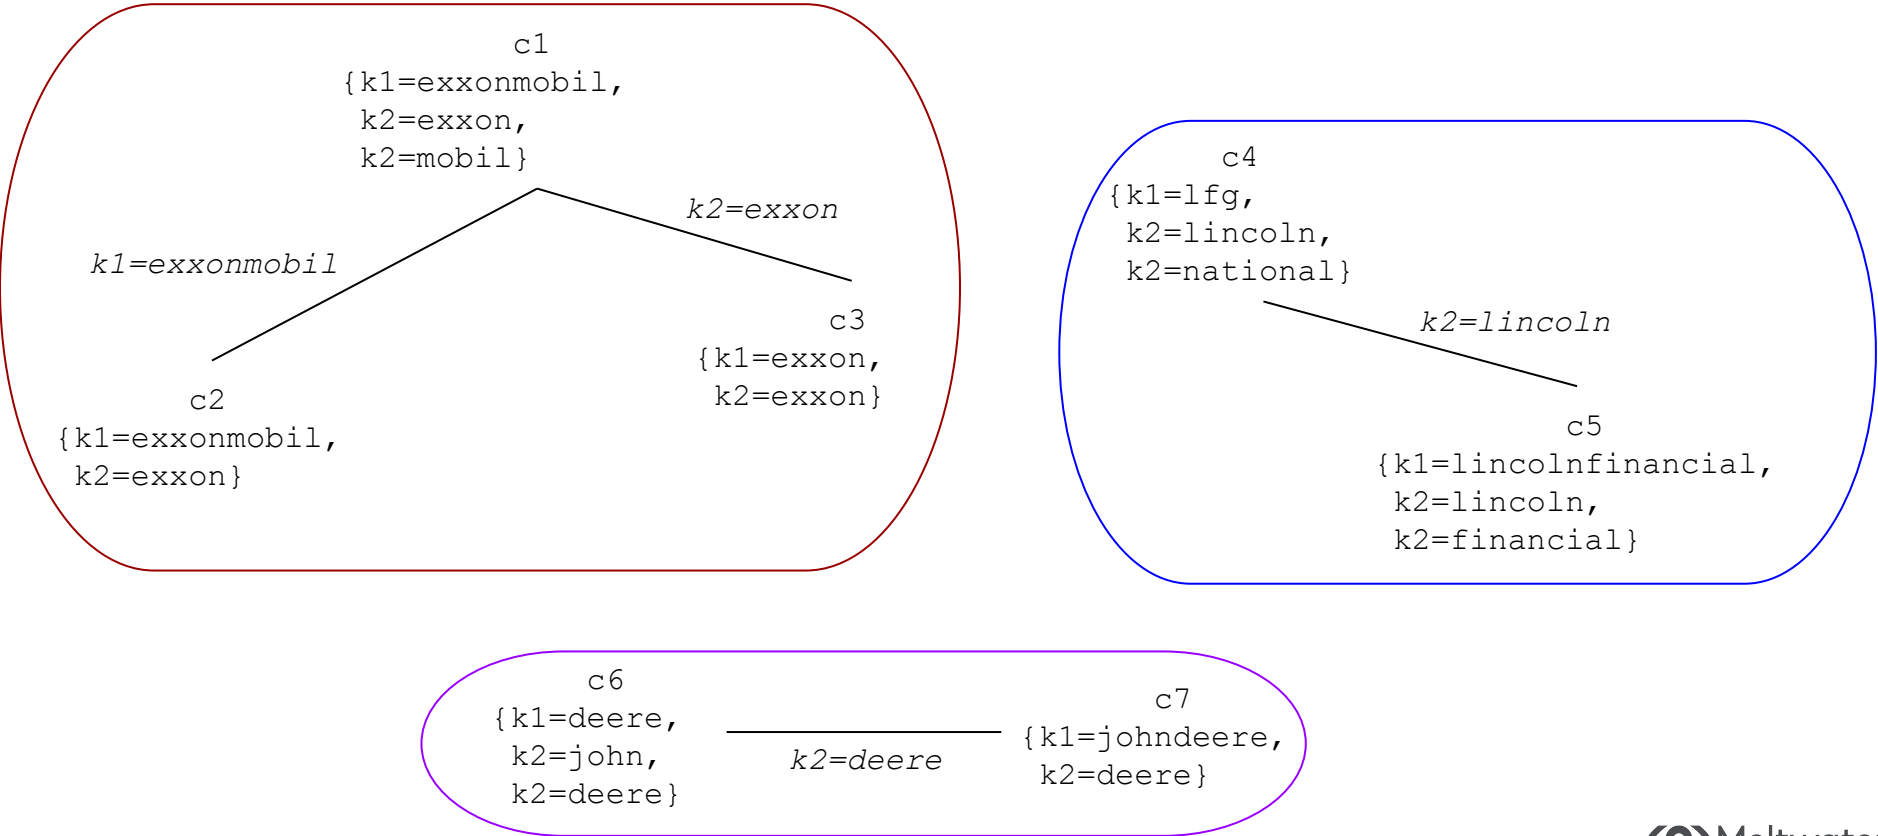 c1
{k1=exxonmobil,
k2=exxon,
k2=mobil}
k2=exxon
k1=exxonmobil
c3
{k1=exxon,
k2=exxon}
c2
{k1=exxonmobil,
k2=exxon}
c4
{k1=lfg,
k2=lincoln,
k2=national}
k2=lincoln
c5
{k1=lincolnfinancial,
k2=lincoln,
k2=financial}
c6
{k1=deere,
k2=john,
k2=deere}
k2=deere
c7
{k1=johndeere,
k2=deere}